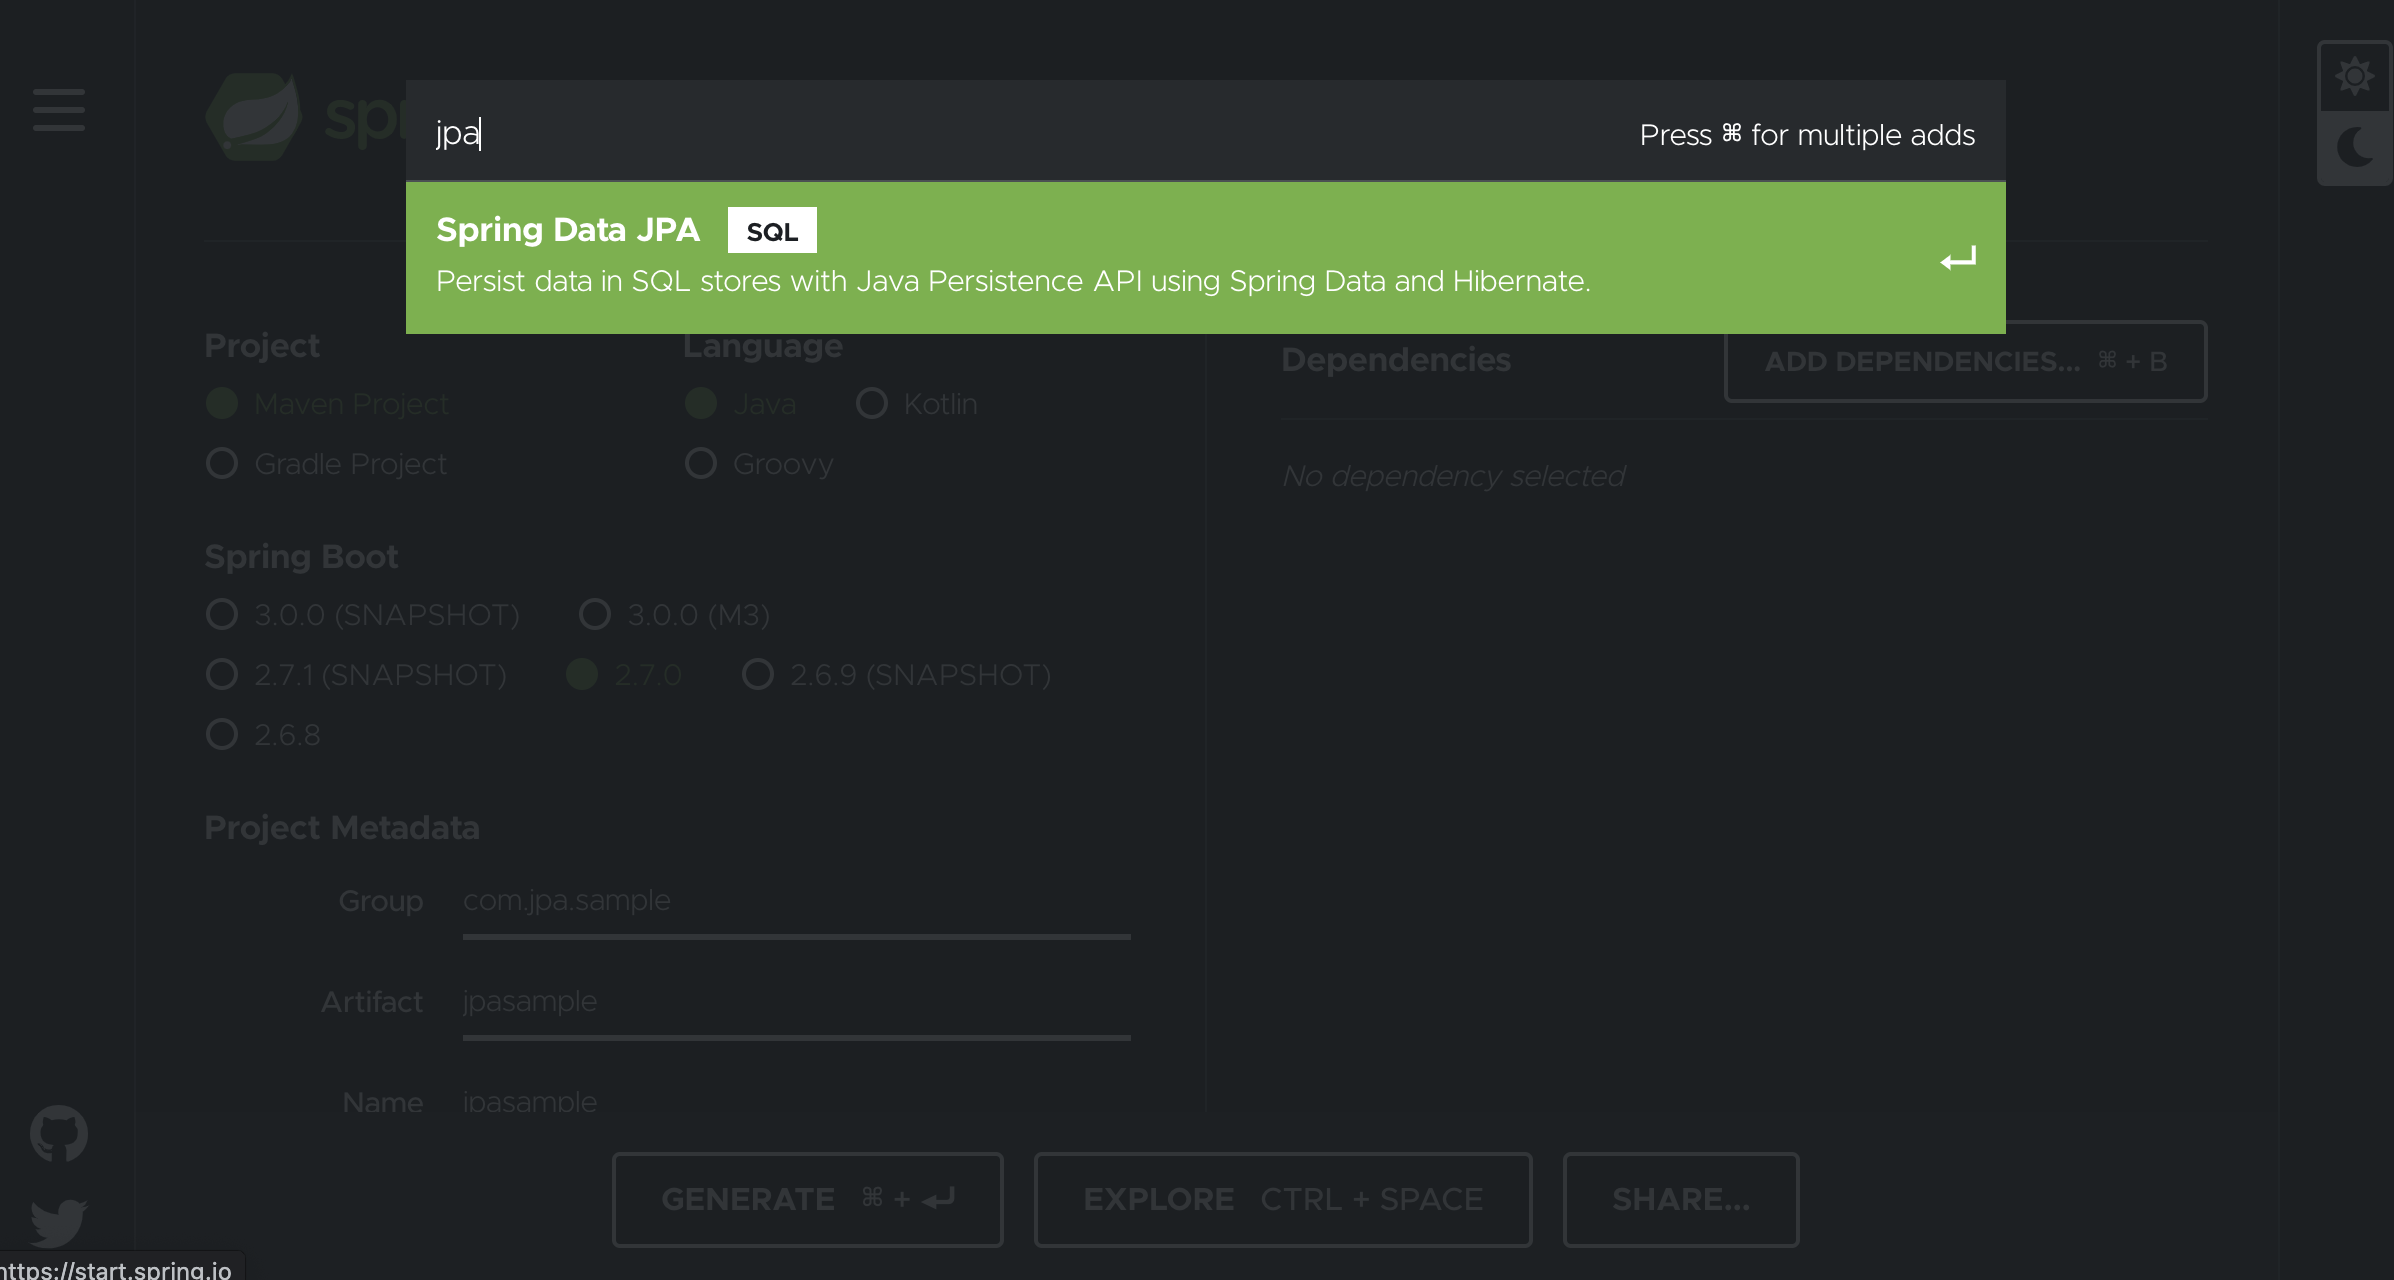 spr
jpa
Press ⌘ for multiple adds
Spring Data JPA SQL
Persist data in SQL stores with Java Persistence API using Spring Data and Hibernate.
Project
Language
Maven Project
Java
Kotlin
Gradle Project
Groovy
Dependencies
ADD DEPENDENCIES... ⌘ + B
No dependency selected
Spring Boot
3.0.0 (SNAPSHOT)
3.0.0 (M3)
2.7.1 (SNAPSHOT)
2.7.0
2.6.9 (SNAPSHOT)
2.6.8
Project Metadata
Group com.jpa.sample
Artifact jpasample
Name jpasample
GENERATE ⌘ + ↵
EXPLORE CTRL + SPACE
SHARE...
https://start.spring.io